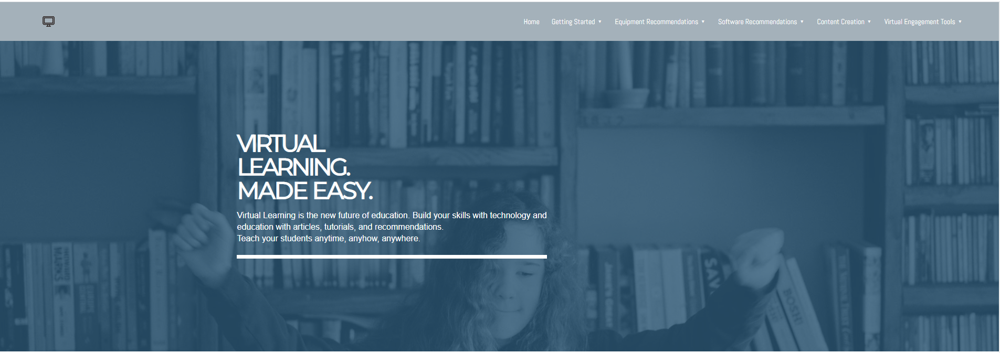 Home Getting Started Equipment Recommendations Software Recommendations Content Creation Virtual Engagement Tools
VIRTUAL
LEARNING.
MADE EASY.
Virtual Learning is the new future of education. Build your skills with technology and
education with articles, tutorials, and recommendations.
Teach your students anytime, anyhow, anywhere.
BOSH!